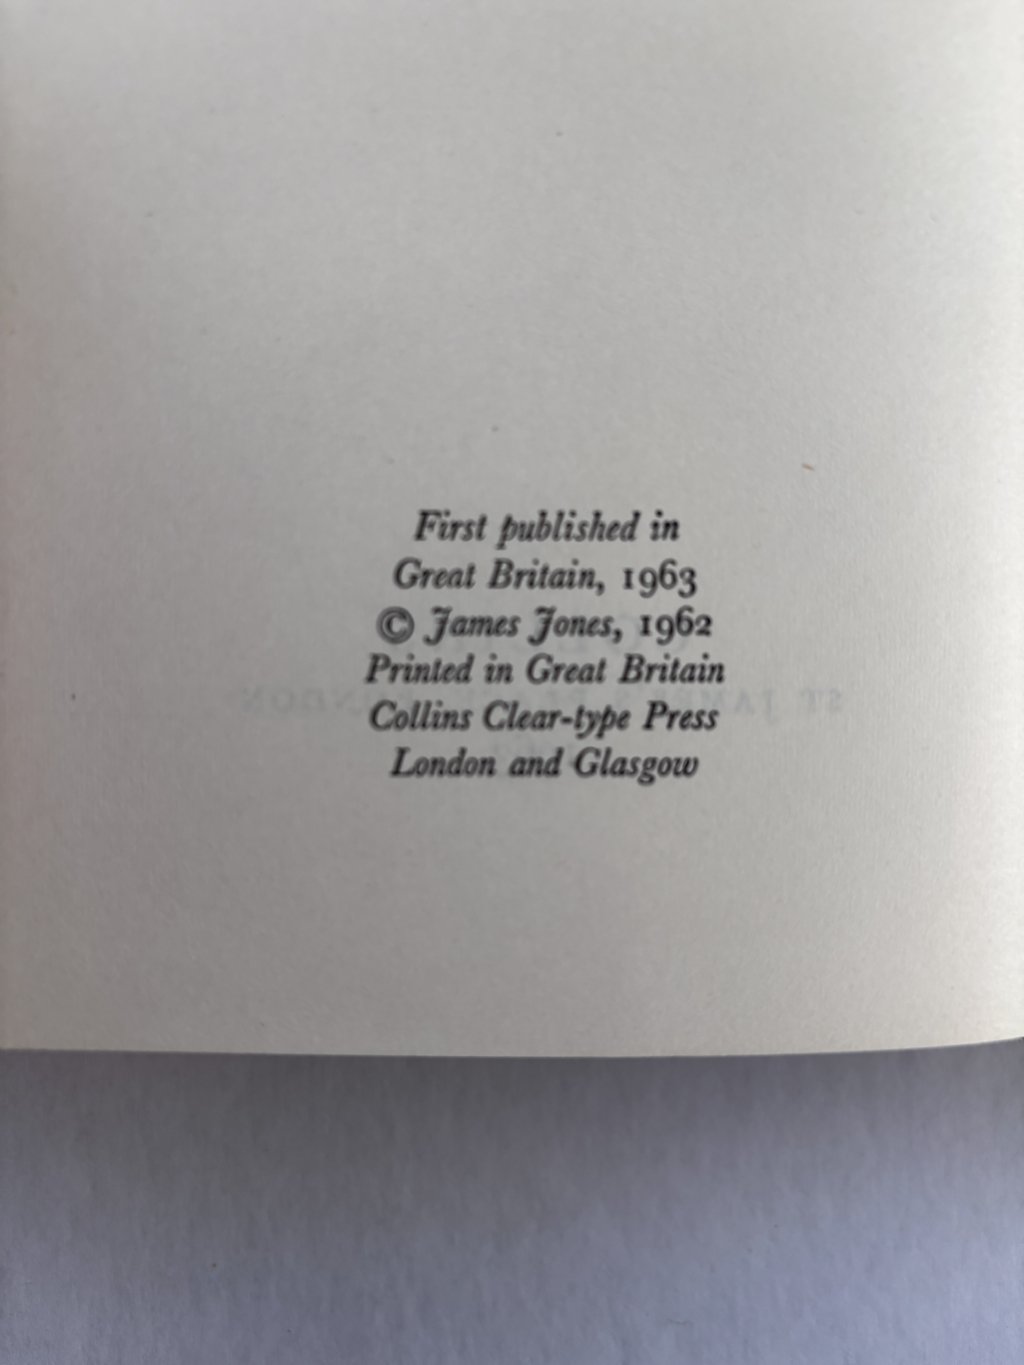 First published in
Great Britain, 1963
© James Jones, 1962
Printed in Great Britain
Collins Clear-type Press
London and Glasgow